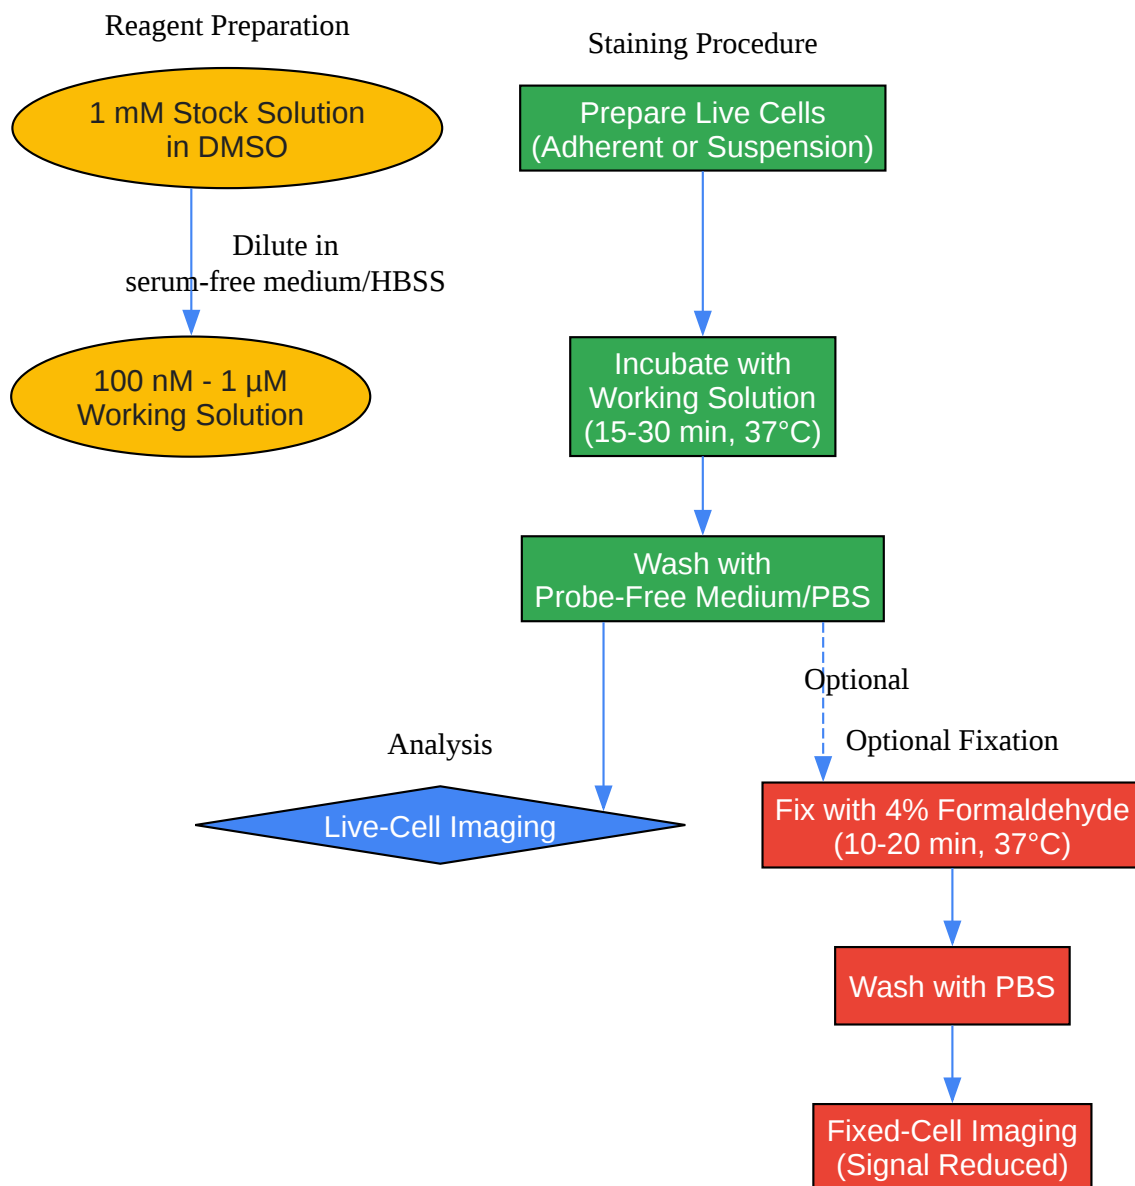 Reagent Preparation
1 mM Stock Solution
in DMSO
Dilute in
serum-free medium/HBSS
100 nM - 1 µM
Working Solution
Staining Procedure
Prepare Live Cells
(Adherent or Suspension)
Incubate with
Working Solution
(15-30 min, 37°C)
Wash with
Probe-Free Medium/PBS
Optional
Analysis
Live-Cell Imaging
Optional Fixation
Fix with 4% Formaldehyde
(10-20 min, 37°C)
Wash with PBS
Fixed-Cell Imaging
(Signal Reduced)